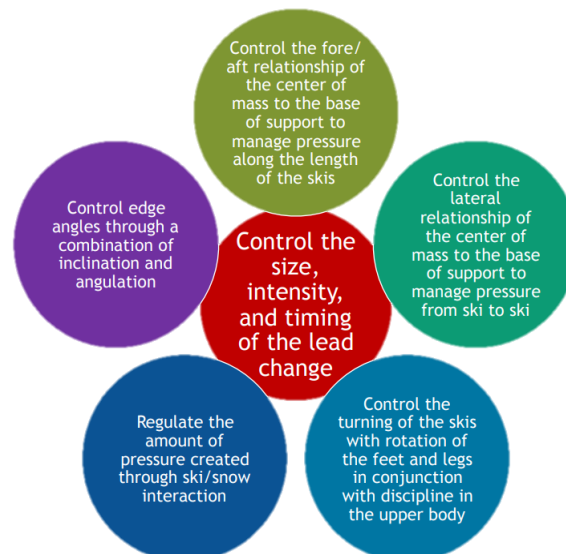 Control the fore/
aft relationship of
the center of
mass to the base
of support to
manage pressure
along the length
of the skis
Control edge
angles through a
combination of
inclination and
angulation
Control the
lateral
relationship of
the center of
mass to the base
of support to
manage pressure
from ski to ski
Control the
size,
intensity,
and timing
of the lead
change
Regulate the
amount of
pressure created
through ski/snow
interaction
Control the
turning of the skis
with rotation of
the feet and legs
in conjunction
with discipline in
the upper body